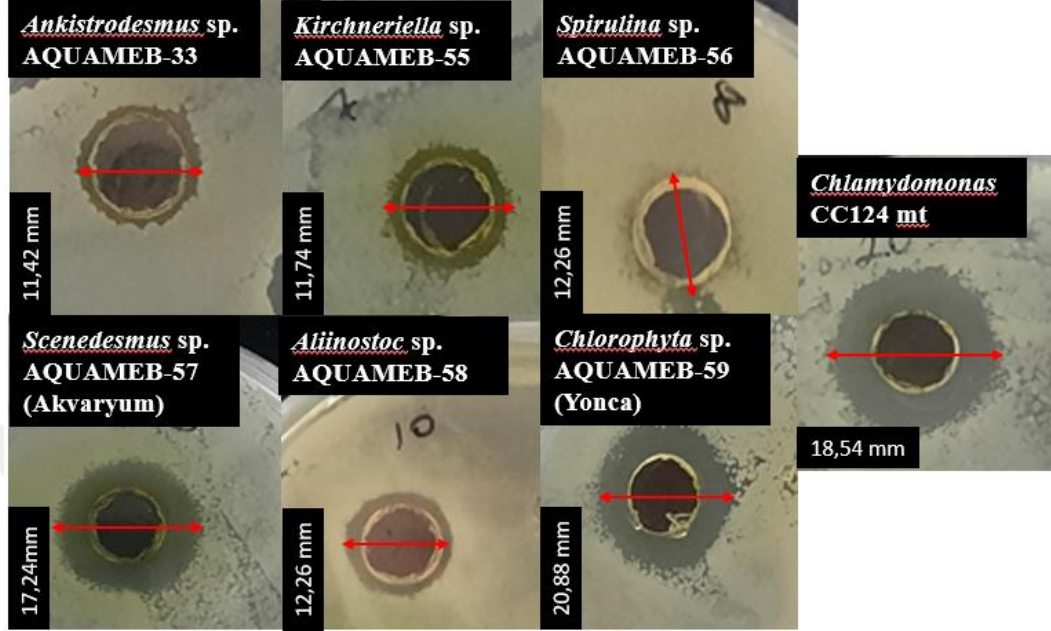 Ankistrodesmus sp.
AQUAMEB-33
11,42 mm
Kirchneriella sp.
AQUAMEB-55
11,74 mm
Spirulina sp.
AQUAMEB-56
8
12,26 mm
Chlamydomonas
CC124 mt
18,54 mm
Scenedesmus sp.
AQUAMEB-57
(Akvaryum)
17,24mm
Aliinostoc sp.
AQUAMEB-58
10
12,26 mm
Chlorophyta sp.
AQUAMEB-59
(Yonca)
20,88 mm